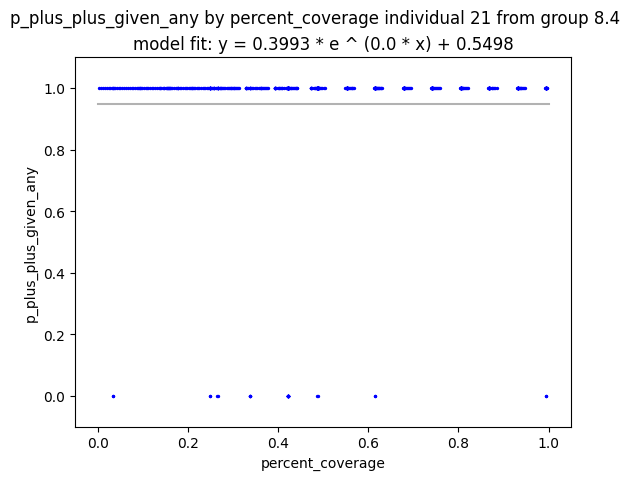 p_plus_plus_given_any by percent_coverage individual 21 from group 8.4
model fit: y = 0.3993 * e ^ (0.0 * x) + 0.5498
1.0
0.8
0.6
0.4
0.2
0.0
p_plus_plus_given_any
0.0 0.2 0.4 0.6 0.8 1.0
percent_coverage